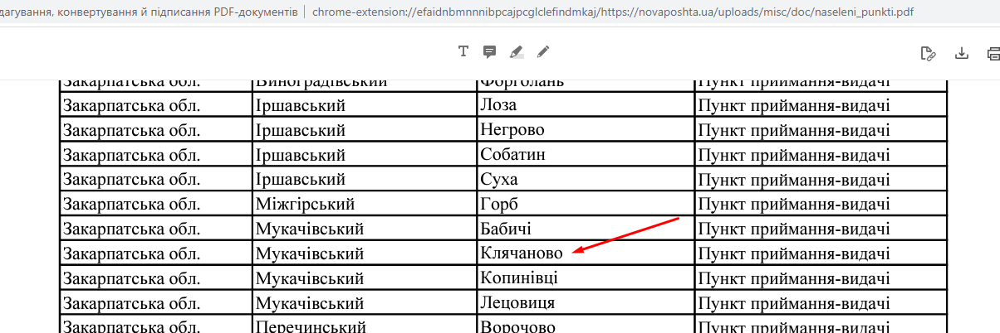 дагування, конвертування й підписання PDF-документів | chrome-extension://efaidnbmnnnibpcajpcglclefindmkaj/https://novaposhta.ua/uploads/misc/doc/naseleni_punkti.pdf
Закарпатська обл. Виноградівський Форголань Пункт приймання-видачі
Закарпатська обл. Іршавський Лоза Пункт приймання-видачі
Закарпатська обл. Іршавський Негрово Пункт приймання-видачі
Закарпатська обл. Іршавський Собатин Пункт приймання-видачі
Закарпатська обл. Іршавський Суха Пункт приймання-видачі
Закарпатська обл. Міжгірський Горб Пункт приймання-видачі
Закарпатська обл. Мукачівський Бабичі Пункт приймання-видачі
Закарпатська обл. Мукачівський Клячаново Пункт приймання-видачі
Закарпатська обл. Мукачівський Копинівці Пункт приймання-видачі
Закарпатська обл. Мукачівський Лецовиця Пункт приймання-видачі
Закарпатська обл. Перечинський Ворочово Пункт приймання-видачі